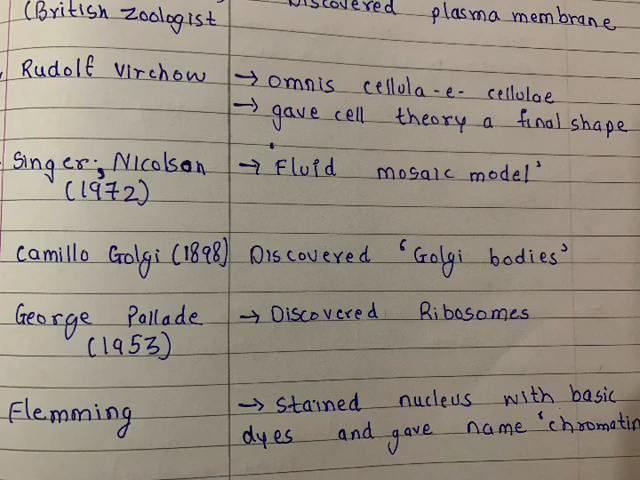 (British Zoologist Discovered plasma membrane
Rudolf Virchow → omnis cellula-e-cellulae
→ gave cell theory a final shape
Singer; Nicolson → 'Fluid mosaic model'
(1972)
Camillo Golgi (1898) Discovered 'Golgi bodies'
George Pallade → Discovered Ribosomes
(1953)
Flemming → stained nucleus with basic
dyes and gave name 'chromatin